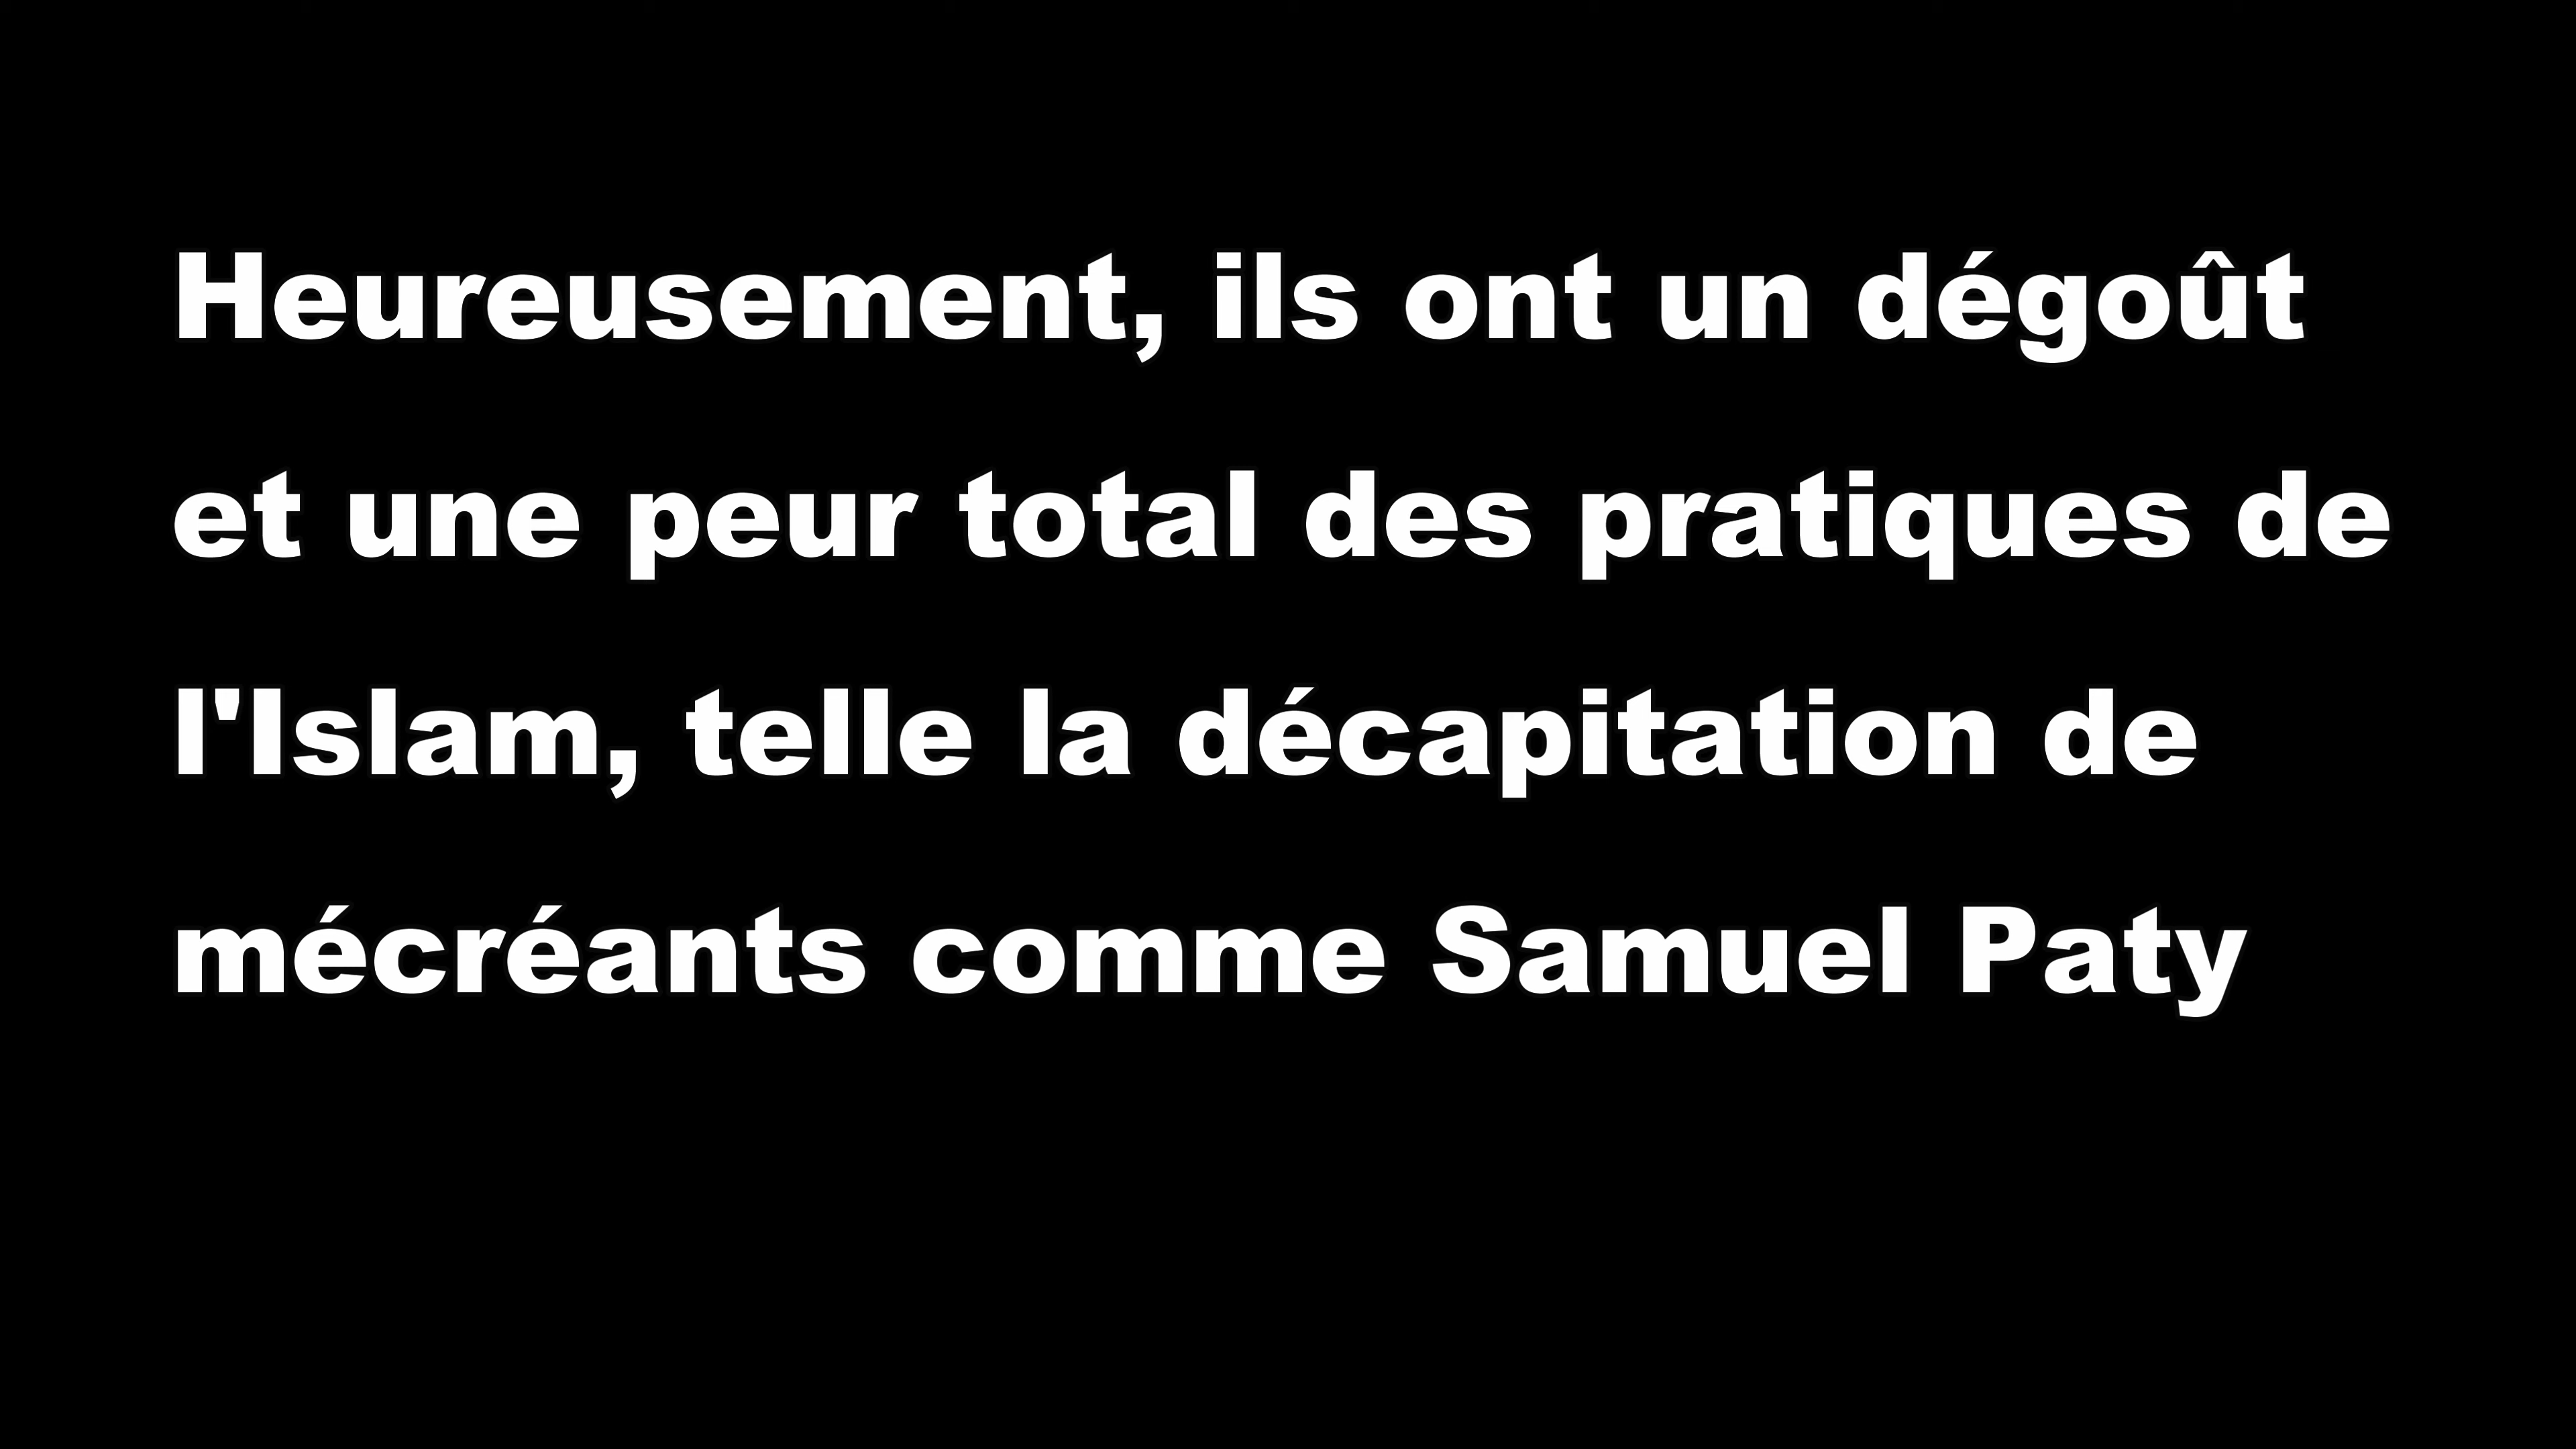 Heureusement, ils ont un dégoût
et une peur total des pratiques de
l'Islam, telle la décapitation de
mécréants comme Samuel Paty